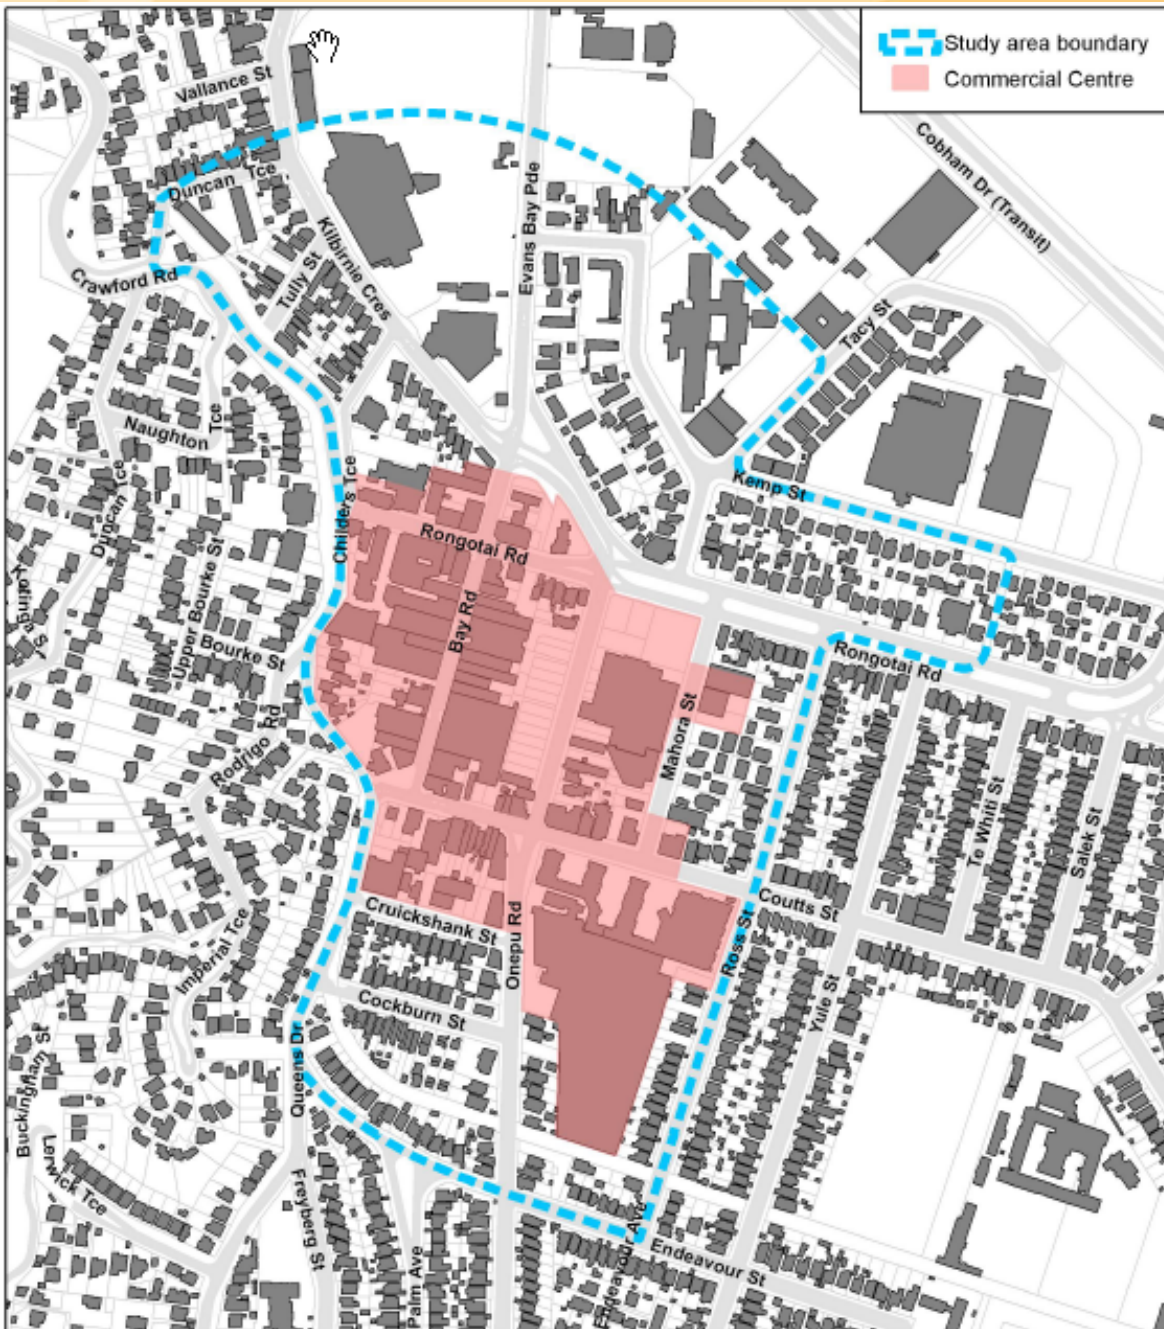 Study area boundary
Commercial Centre
Vallance St
Cobham Dr (Transit)
Duncan Tce
Evans Bay Pde
Kilbirnie Cres
Crawford Rd
Tully St
Tacy St
Naughton Tce
Duncan Tce
Childers Tce
Kemp St
Rongotai Rd
Upper Bourke St
Bay Rd
Bourke St
Rongotai Rd
Rodrigo Rd
Mahora St
Te Whiti St
Salek St
Cruickshank St
Coutts St
Onepu Rd
Ross St
Imperial Tce
Cockburn St
Yule St
Queens Dr
Buckingham St
Lerwick Tce
Freyberg St
Palm Ave
Endeavour Ave
Endeavour St